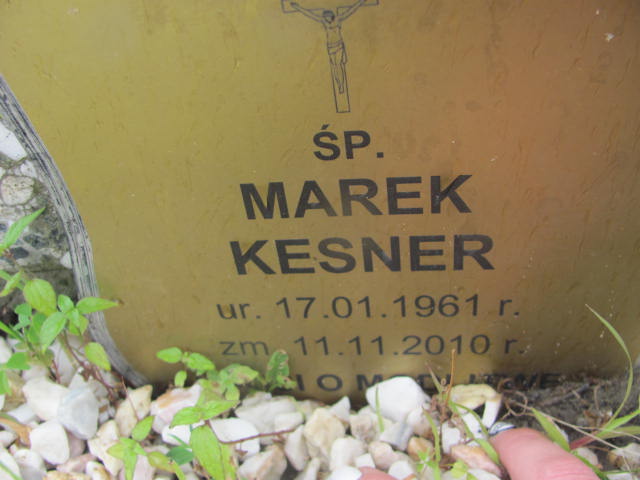 ŚP.
MAREK
KESNER
ur. 17.01.1961 r.
zm. 11.11.2010 r.
O